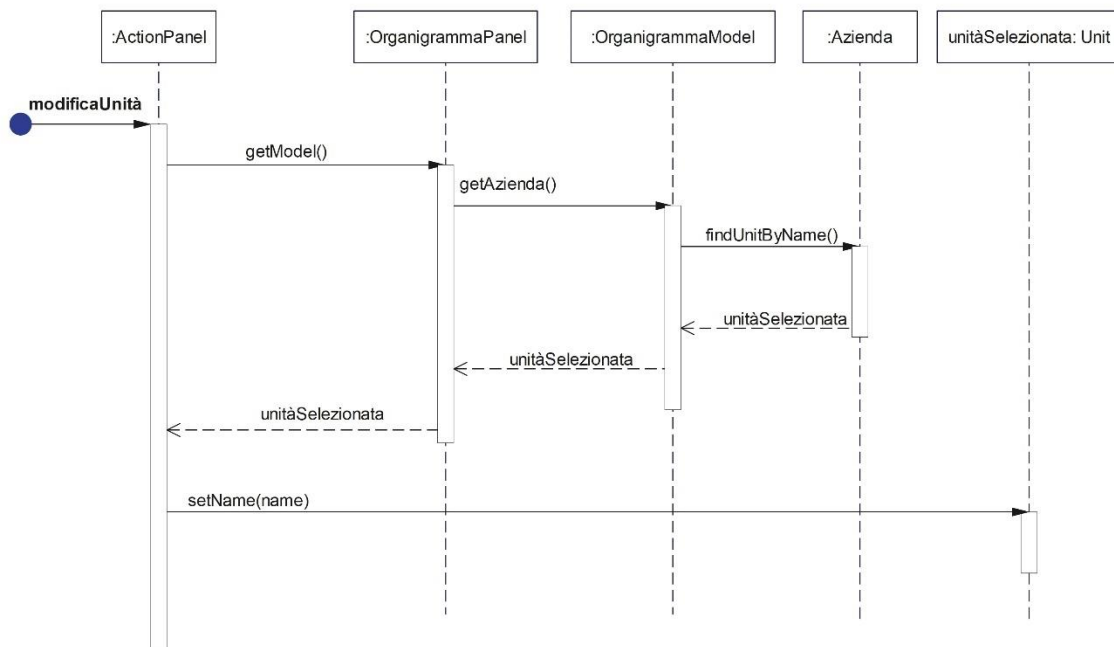 :ActionPanel
:OrganigrammaPanel
:OrganigrammaModel
:Azienda
unitàSelezionata: Unit
modificaUnità
getModel()
getAzienda()
findUnitByName()
unitàSelezionata
unitàSelezionata
unitàSelezionata
setName(name)